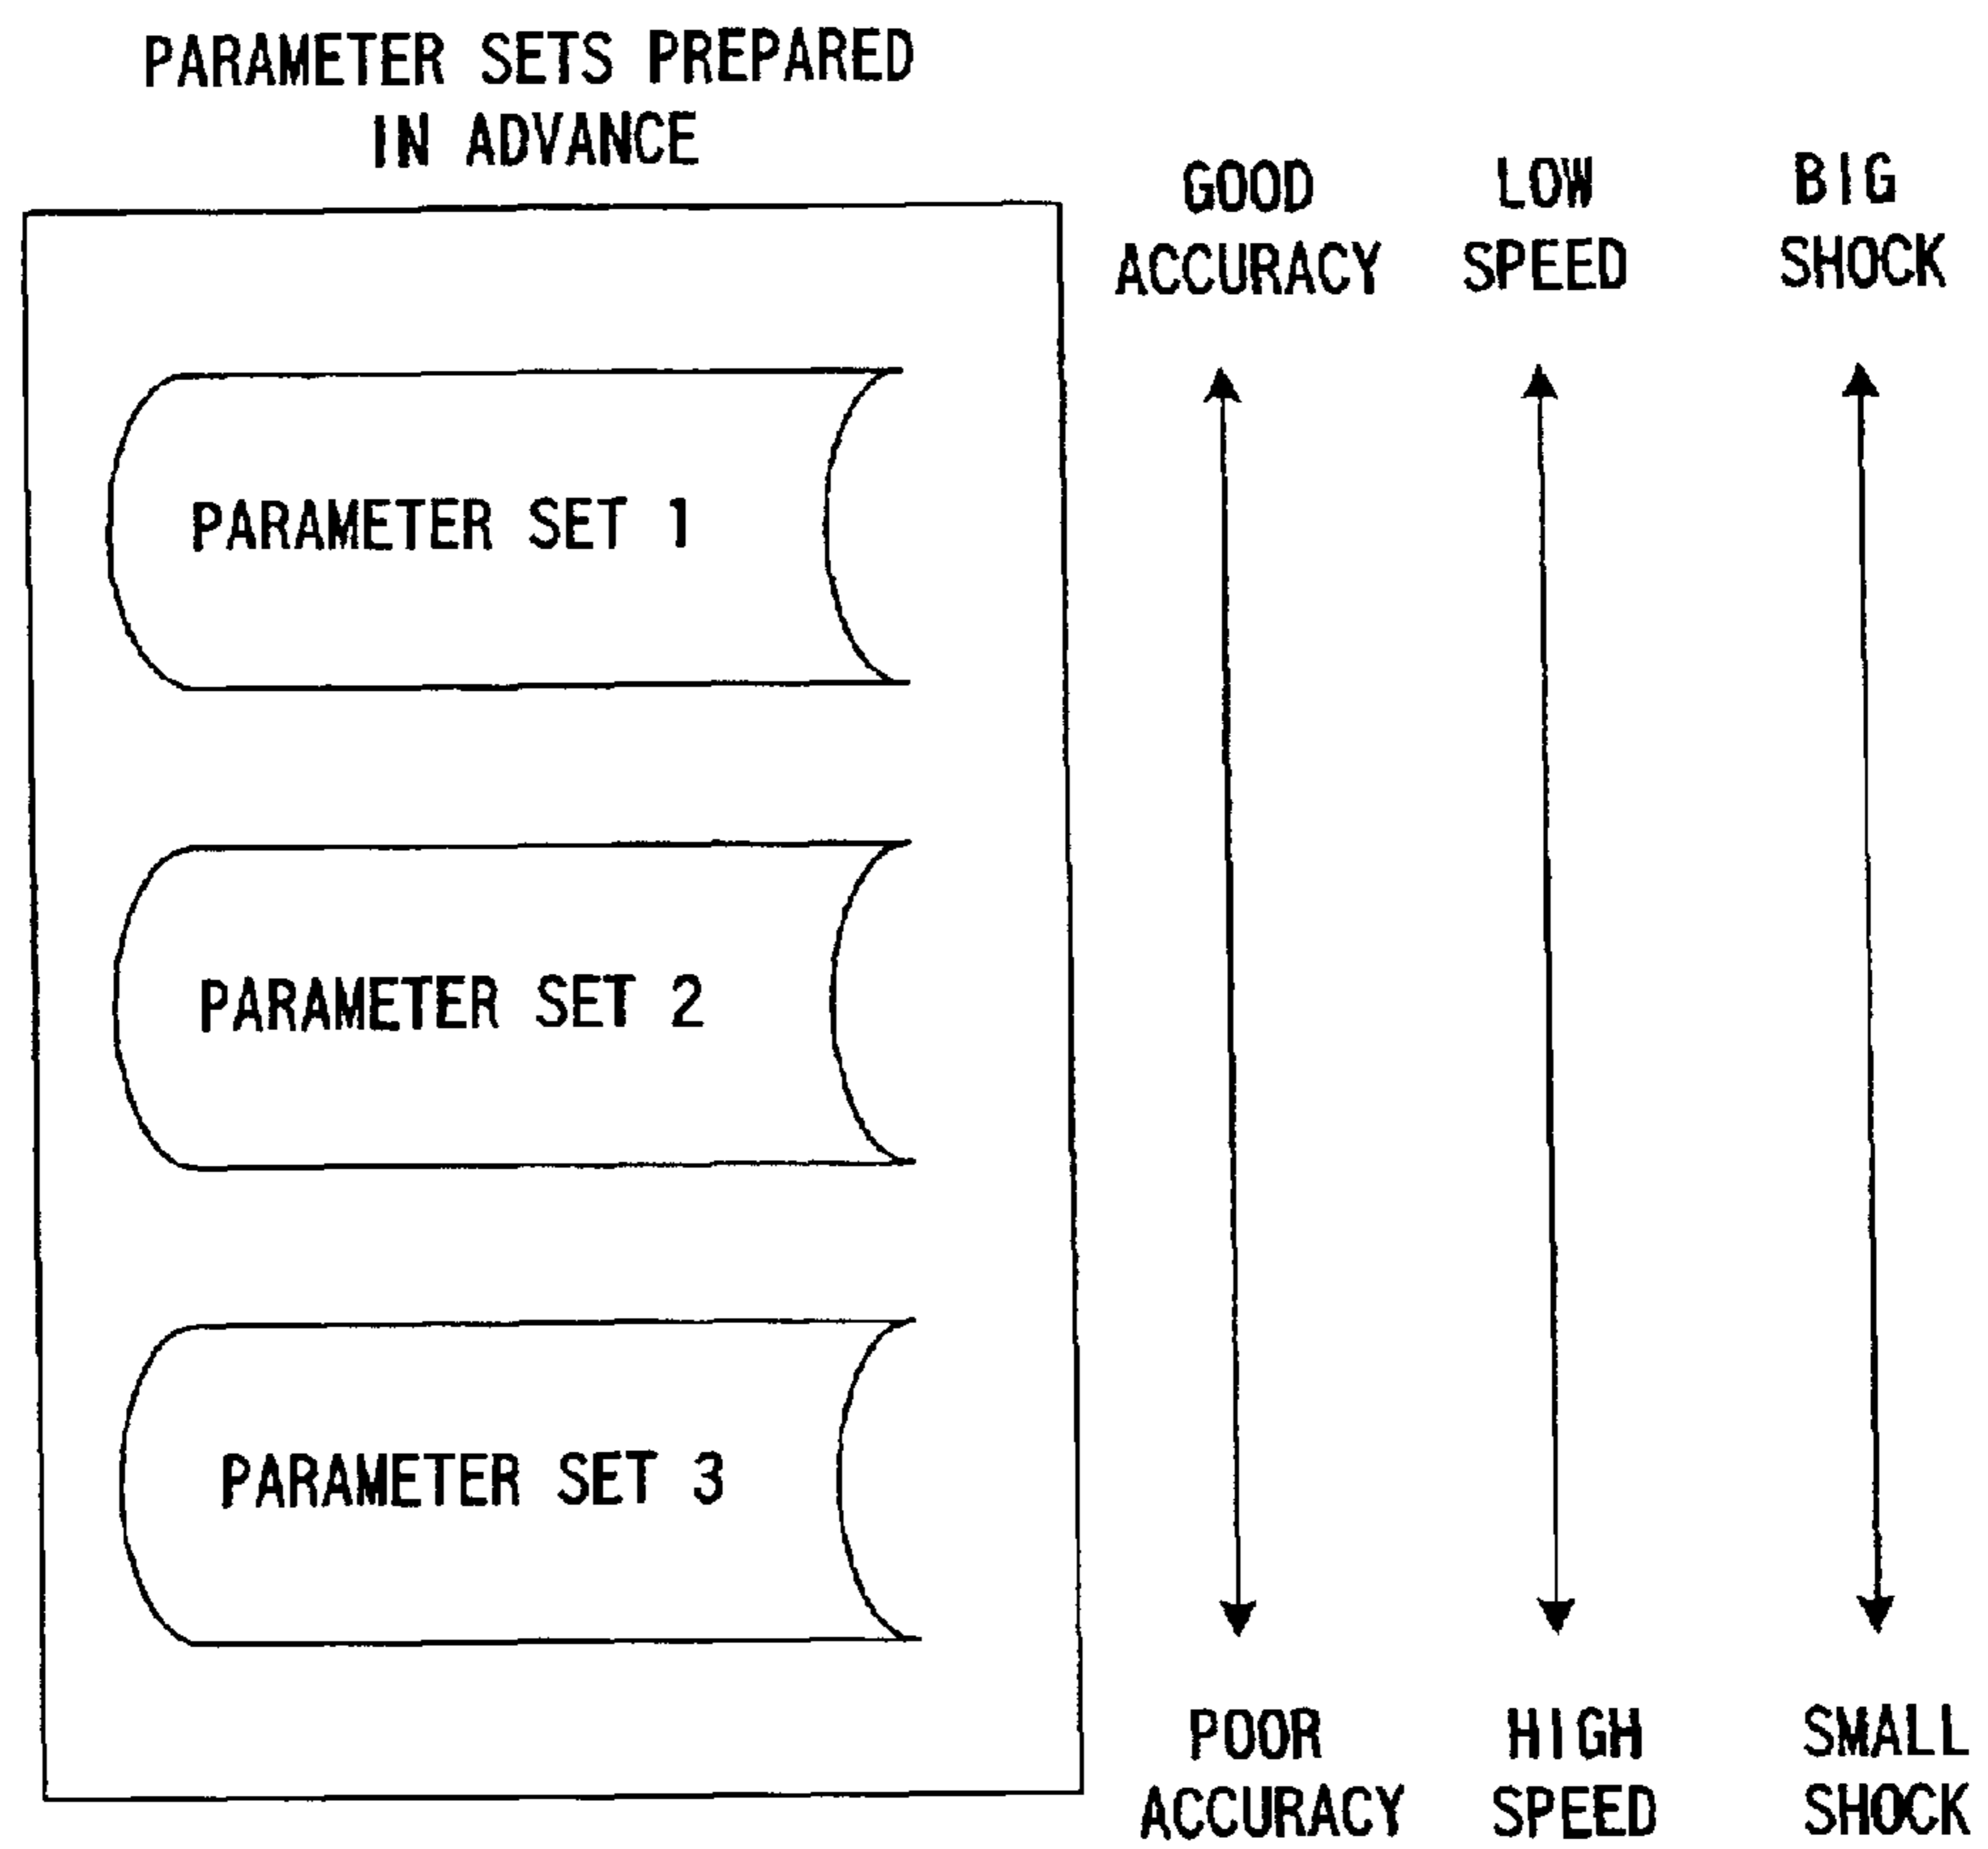 PARAMETER SETS PREPARED
IN ADVANCE
GOOD
ACCURACY
LOW
SPEED
BIG
SHOCK
PARAMETER SET 1
PARAMETER SET 2
PARAMETER SET 3
POOR
ACCURACY
HIGH
SPEED
SMALL
SHOCK